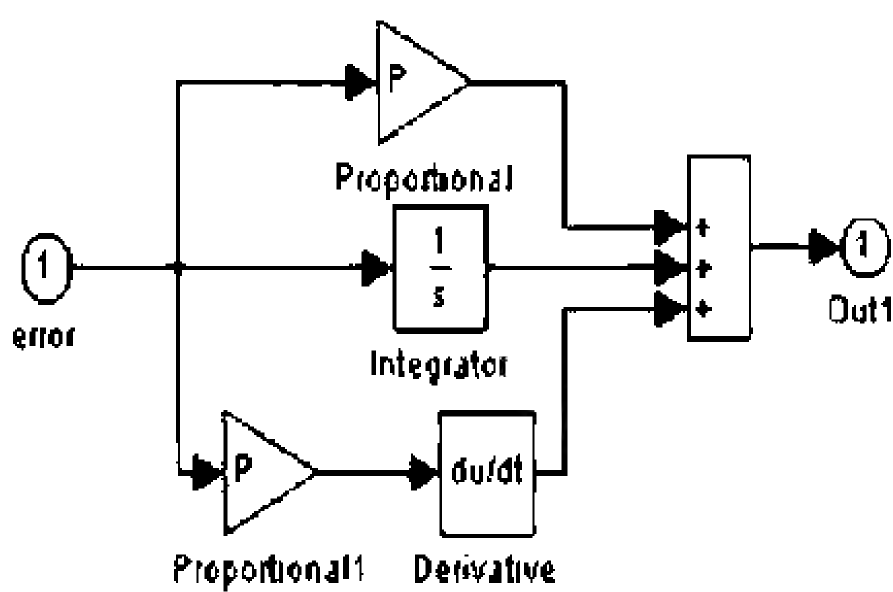 P
Proportional
1
error
1
s
Integrator
+
+
+
1
Out1
P
Proportional1
du/dt
Derivative